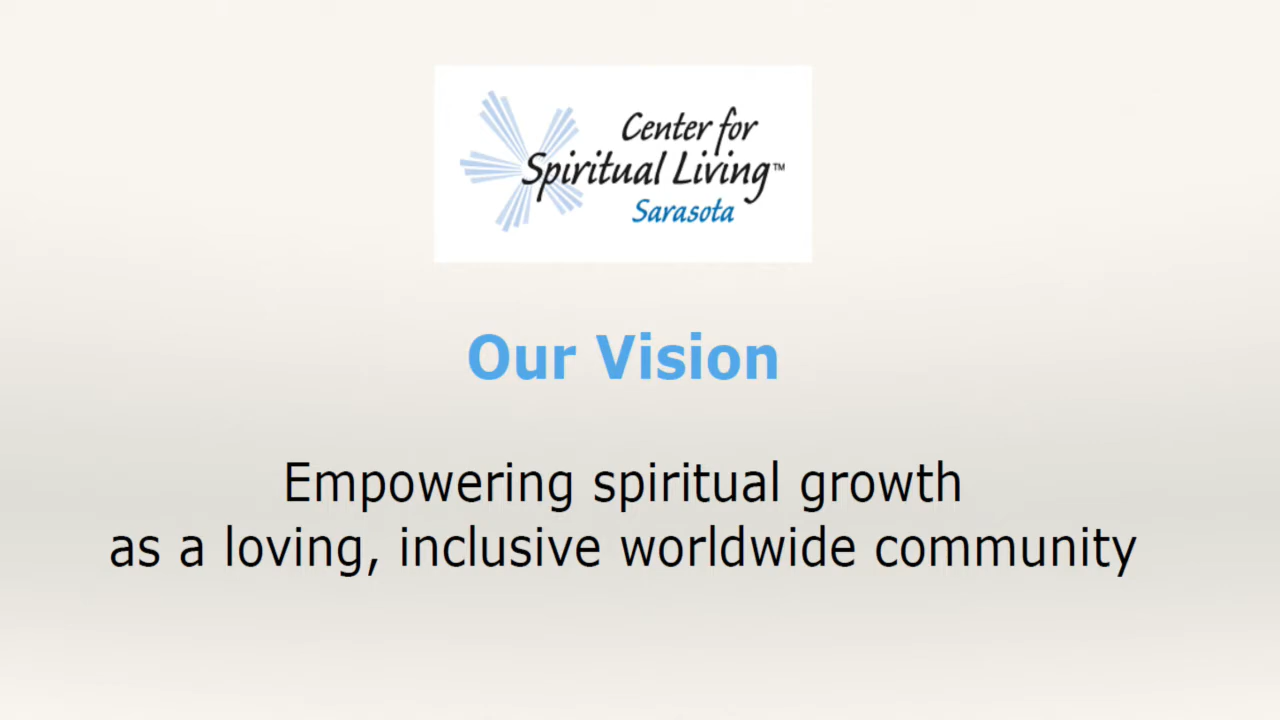 Center for
Spiritual Living™
Sarasota
Our Vision
Empowering spiritual growth
as a loving, inclusive worldwide community